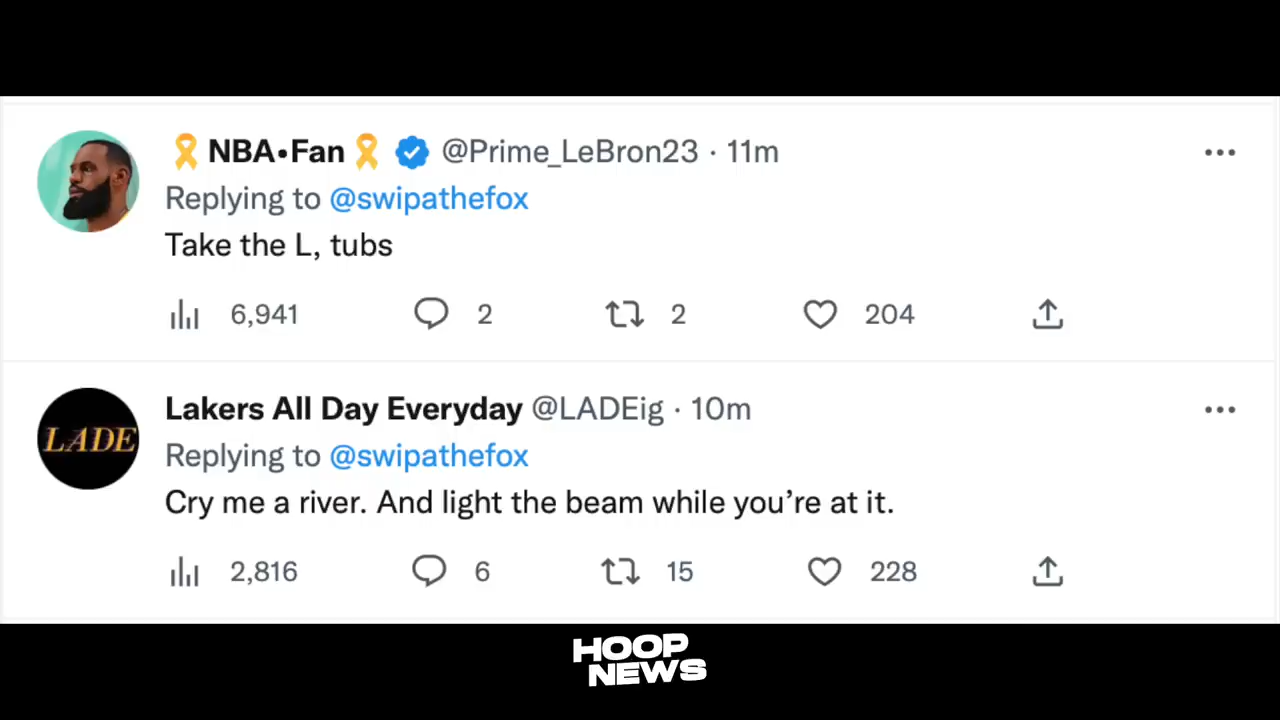 🎗NBA•Fan🎗 @Prime_LeBron23 · 11m
Replying to @swipathefox
Take the L, tubs
6,941 2 2 204
LADE
Lakers All Day Everyday @LADEig · 10m
Replying to @swipathefox
Cry me a river. And light the beam while you’re at it.
2,816 6 15 228
HOOP
NEWS